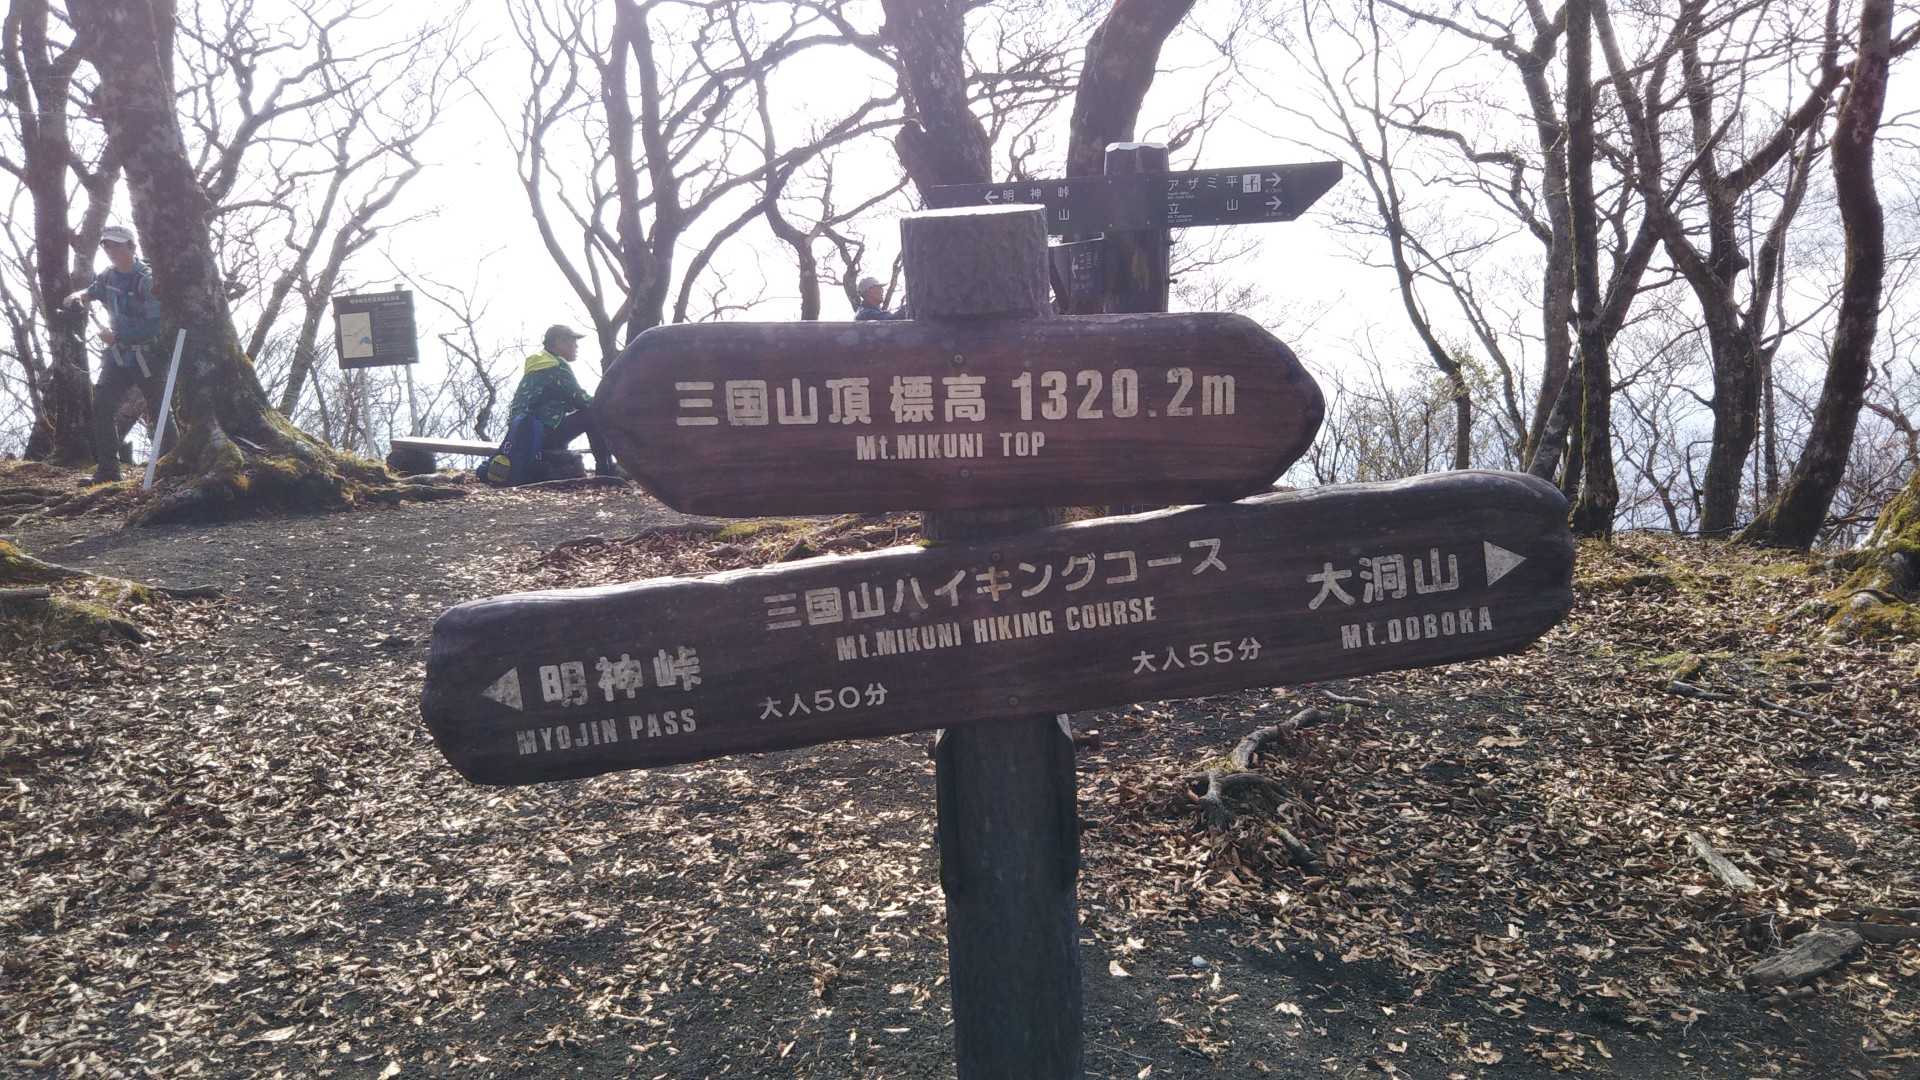 ← 明神峠
山
アザミ平 →
立山 →
三国山頂 標高 1320.2m
Mt.MIKUNI TOP
三国山ハイキングコース
Mt.MIKUNI HIKING COURSE
明神峠
MYOJIN PASS
大人50分
大人55分
大洞山
Mt.OOBORA